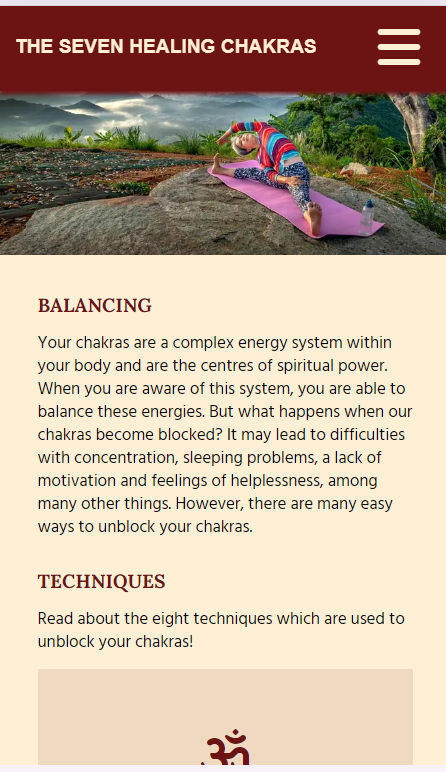 THE SEVEN HEALING CHAKRAS
BALANCING
Your chakras are a complex energy system within
your body and are the centres of spiritual power.
When you are aware of this system, you are able to
balance these energies. But what happens when our
chakras become blocked? It may lead to difficulties
with concentration, sleeping problems, a lack of
motivation and feelings of helplessness, among
many other things. However, there are many easy
ways to unblock your chakras.
TECHNIQUES
Read about the eight techniques which are used to
unblock your chakras!
ॐ